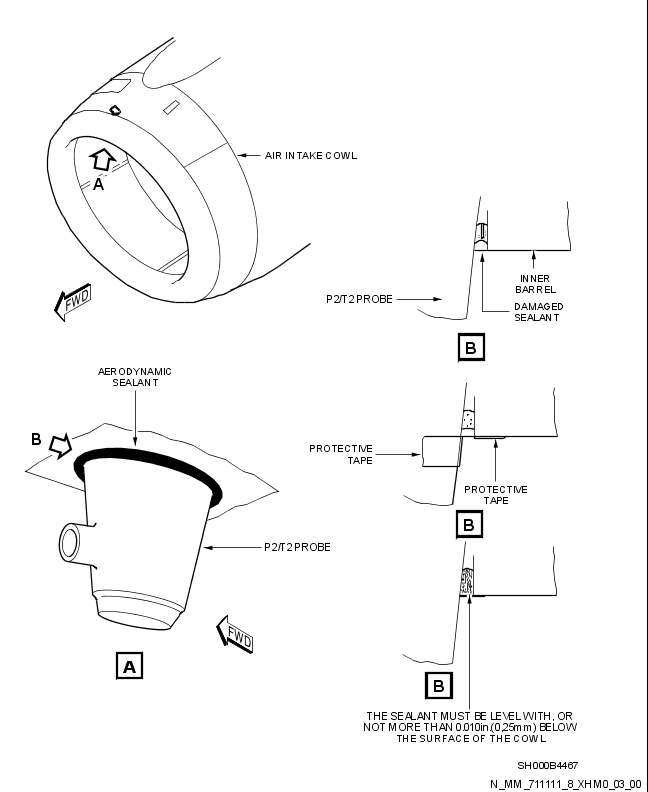 AIR INTAKE COWL
A
FWD
INNER
BARREL
P2/T2 PROBE
DAMAGED
SEALANT
B
AERODYNAMIC
SEALANT
B
PROTECTIVE
TAPE
PROTECTIVE
TAPE
B
P2/T2 PROBE
FWD
A
B
THE SEALANT MUST BE LEVEL WITH, OR
NOT MORE THAN 0.010in.(0,25mm) BELOW
THE SURFACE OF THE COWL
SH000B4467
N_MM_711111_8_XHM0_03_00